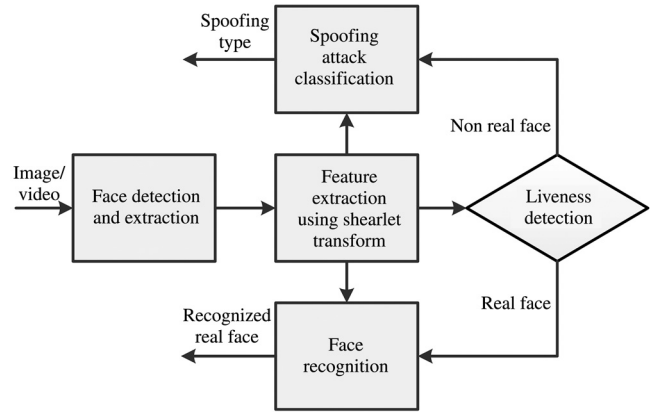 Spoofing
type
Spoofing
attack
classification
Non real face
Image/
video
Face detection
and extraction
Feature
extraction
using shearlet
transform
Liveness
detection
Real face
Recognized
real face
Face
recognition